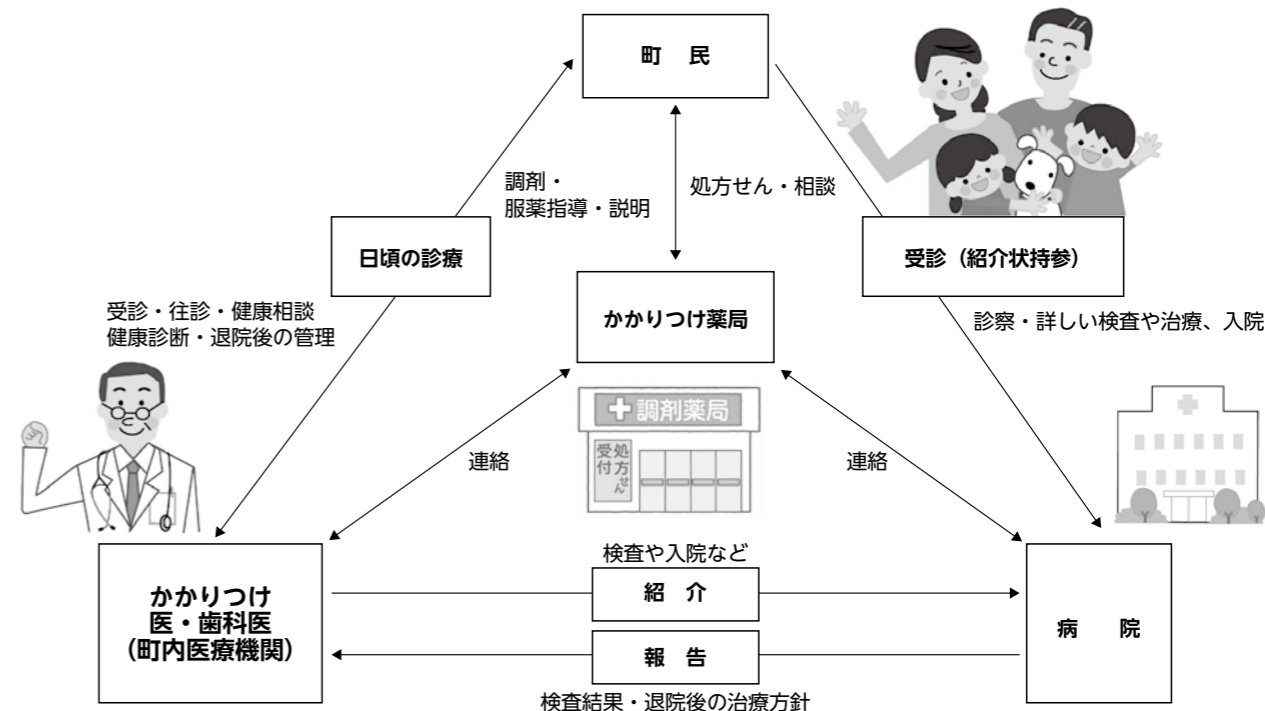 町　民
調剤・
服薬指導・説明
処方せん・相談
日頃の診療
受診（紹介状持参）
受診・往診・健康相談
健康診断・退院後の管理
かかりつけ薬局
診察・詳しい検査や治療、入院
調剤薬局
処方せん
受付
連絡
連絡
検査や入院など
紹　介
かかりつけ
医・歯科医
（町内医療機関）
病　院
報　告
検査結果・退院後の治療方針